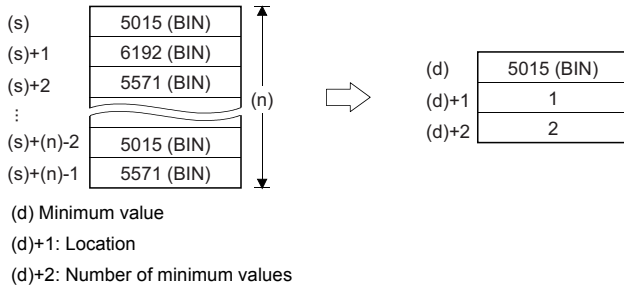 (s) 5015 (BIN)
(s)+1 6192 (BIN)
(s)+2 5571 (BIN)
⋮
(s)+(n)-2 5015 (BIN)
(s)+(n)-1 5571 (BIN)
(n)
(d) 5015 (BIN)
(d)+1 1
(d)+2 2
(d) Minimum value
(d)+1: Location
(d)+2: Number of minimum values